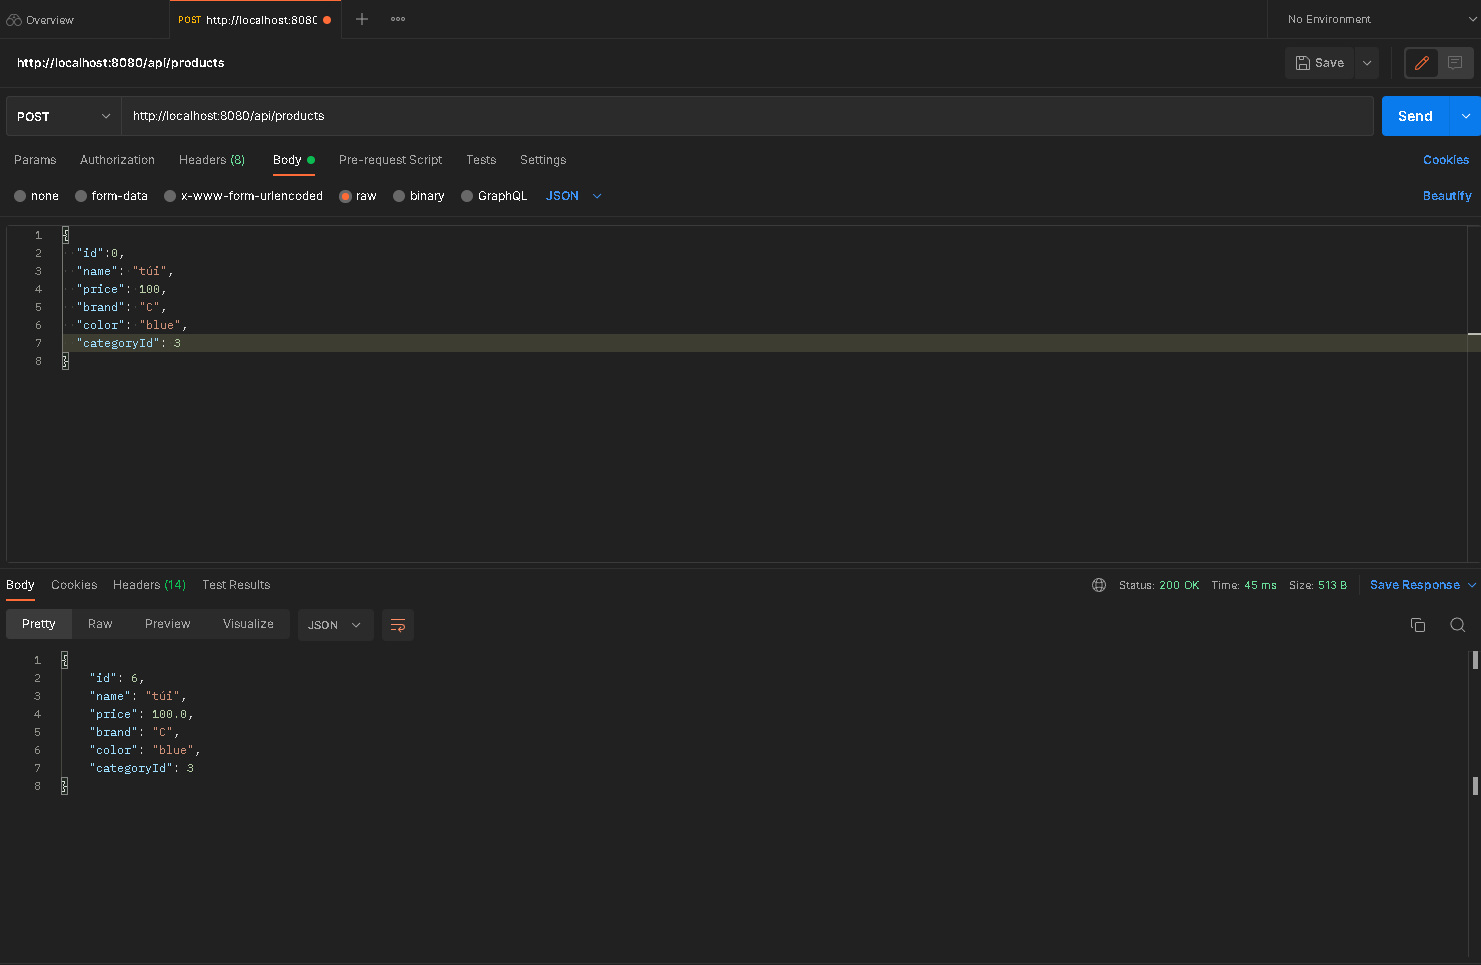 Overview
POST http://localhost:8080
No Environment
http://localhost:8080/api/products
Save
POST
http://localhost:8080/api/products
Send
Params Authorization Headers (8) Body Pre-request Script Tests Settings Cookies
none form-data x-www-form-urlencoded raw binary GraphQL JSON Beautify
1 {
2 "id":0,
3 "name": "túi",
4 "price": 100,
5 "brand": "C",
6 "color": "blue",
7 "categoryId": 3
8 }
Body Cookies Headers (14) Test Results Status: 200 OK Time: 45 ms Size: 513 B Save Response
Pretty Raw Preview Visualize JSON
1 {
2 "id": 6,
3 "name": "túi",
4 "price": 100.0,
5 "brand": "C",
6 "color": "blue",
7 "categoryId": 3
8 }